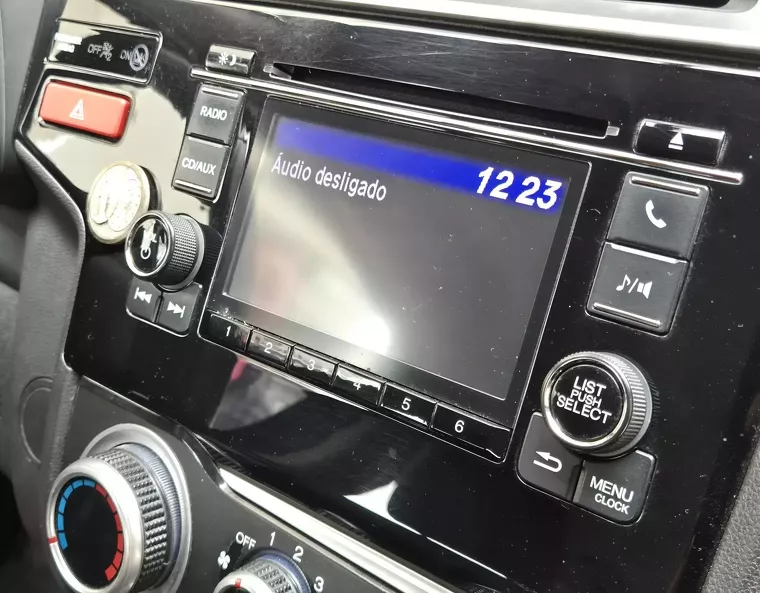 OFF
ON
RADIO
CD/AUX
Áudio desligado
12 23
1
2
3
4
5
6
LIST
PUSH
SELECT
MENU
CLOCK
OFF
1
2
3